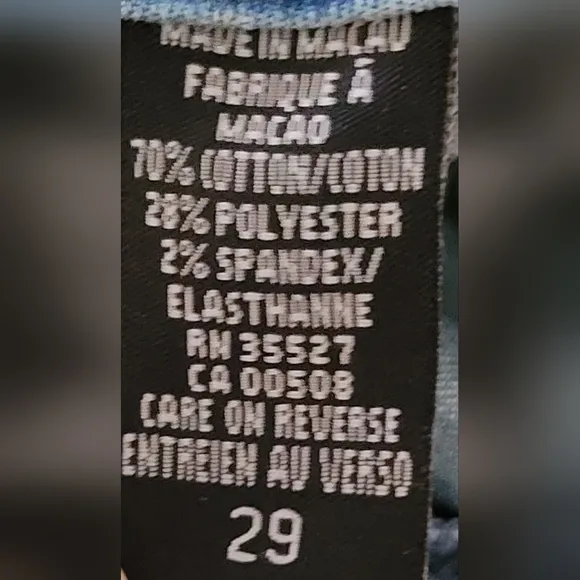 MADE IN MACAU
FABRIQUE À
MACAO
70% COTTON/COTON
28% POLYESTER
2% SPANDEX/
ELASTHANNE
RN 35527
CA 00508
CARE ON REVERSE
ENTRETIEN AU VERSO
29